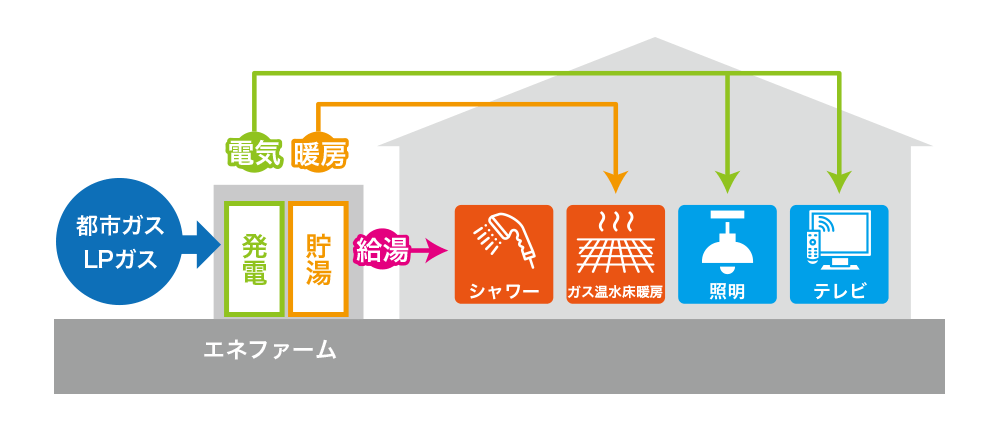 電気
暖房
都市ガス
LPガス
発電
貯湯
給湯
シャワー
ガス温水床暖房
照明
テレビ
エネファーム